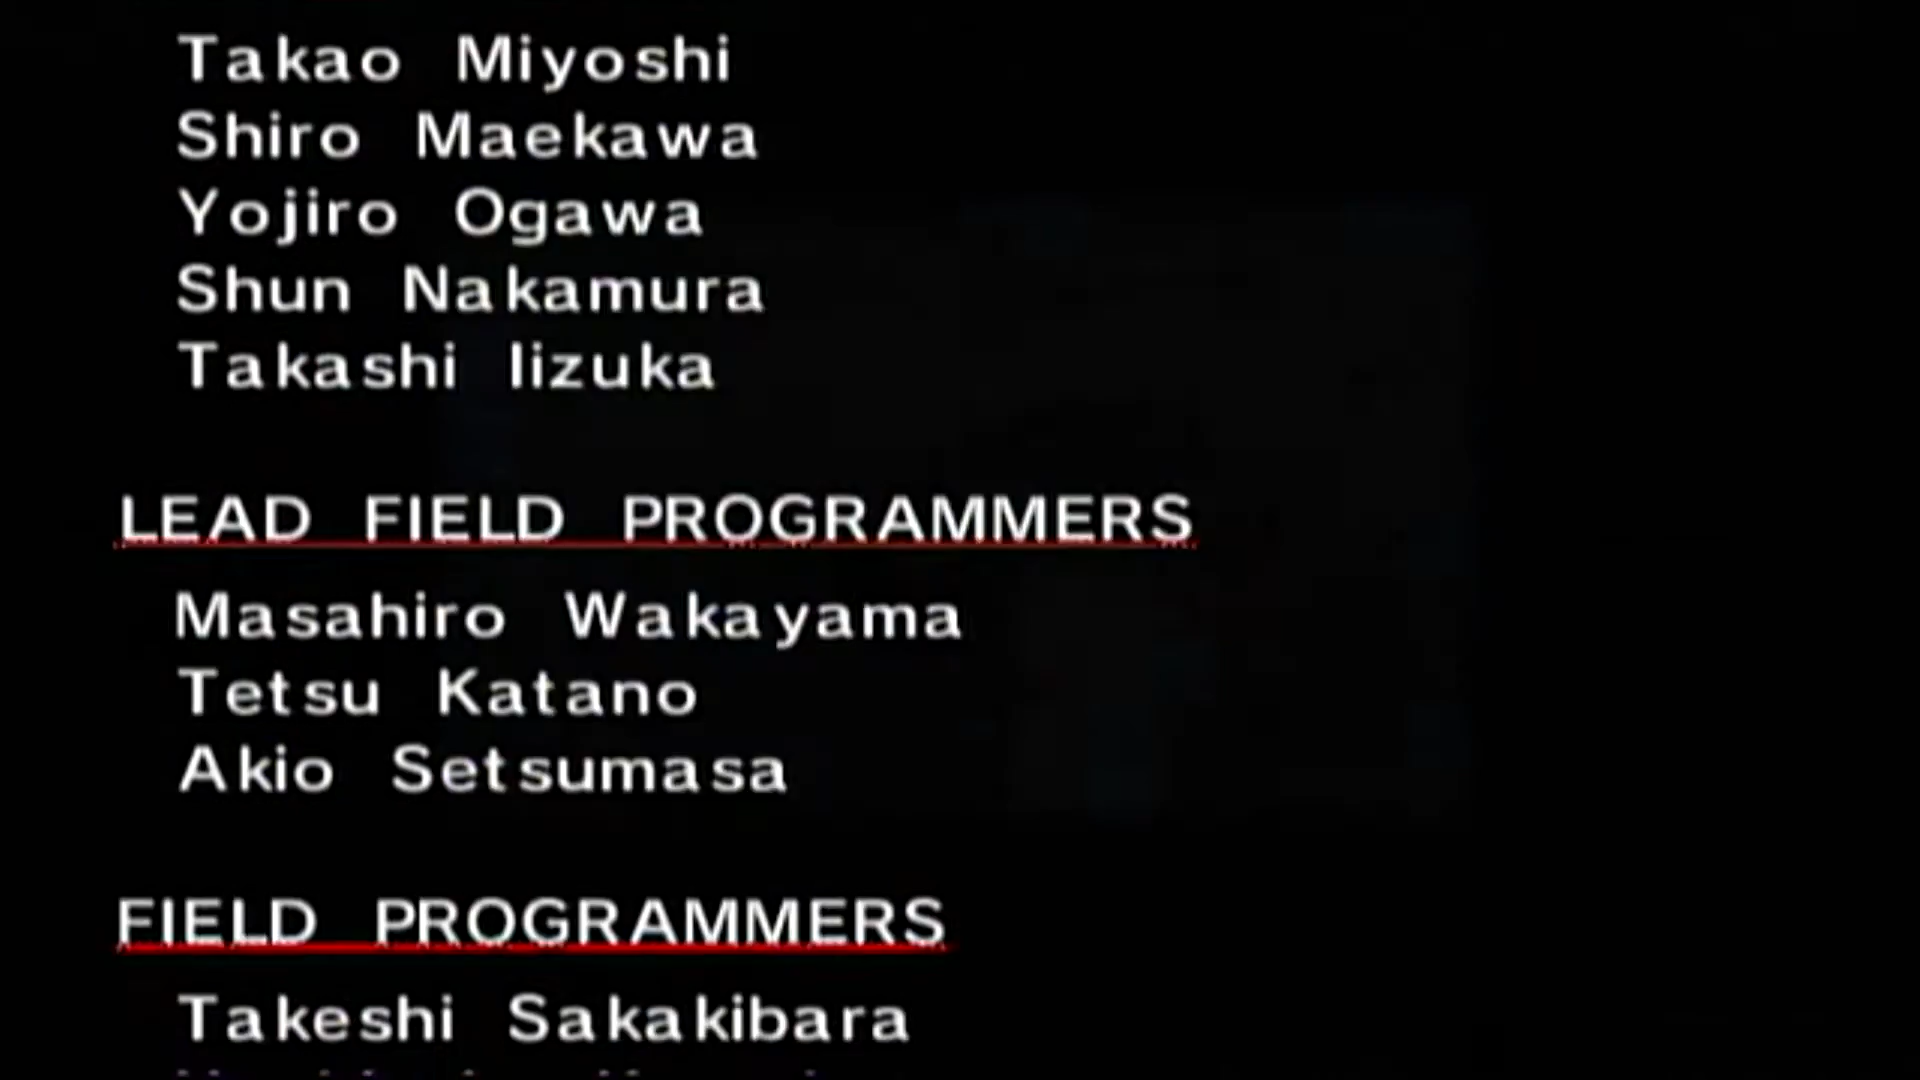 Takao Miyoshi
Shiro Maekawa
Yojiro Ogawa
Shun Nakamura
Takashi Iizuka
LEAD FIELD PROGRAMMERS
Masahiro Wakayama
Tetsu Katano
Akio Setsumasa
FIELD PROGRAMMERS
Takeshi Sakakibara